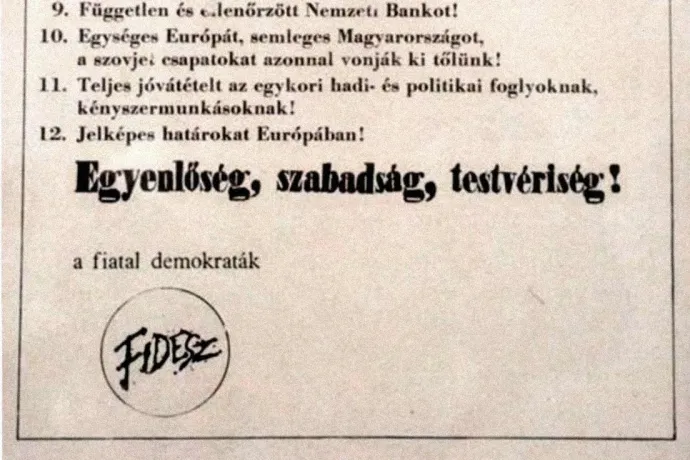 9. Független és ellenőrzött Nemzeti Bankot!
10. Egységes Európát, semleges Magyarországot,
a szovjet csapatokat azonnal vonják ki tőlünk!
11. Teljes jóvátételt az egykori hadi- és politikai foglyoknak,
kényszermunkásoknak!
12. Jelképes határokat Európában!
Egyenlőség, szabadság, testvériség!
a fiatal demokraták
FIDESZ